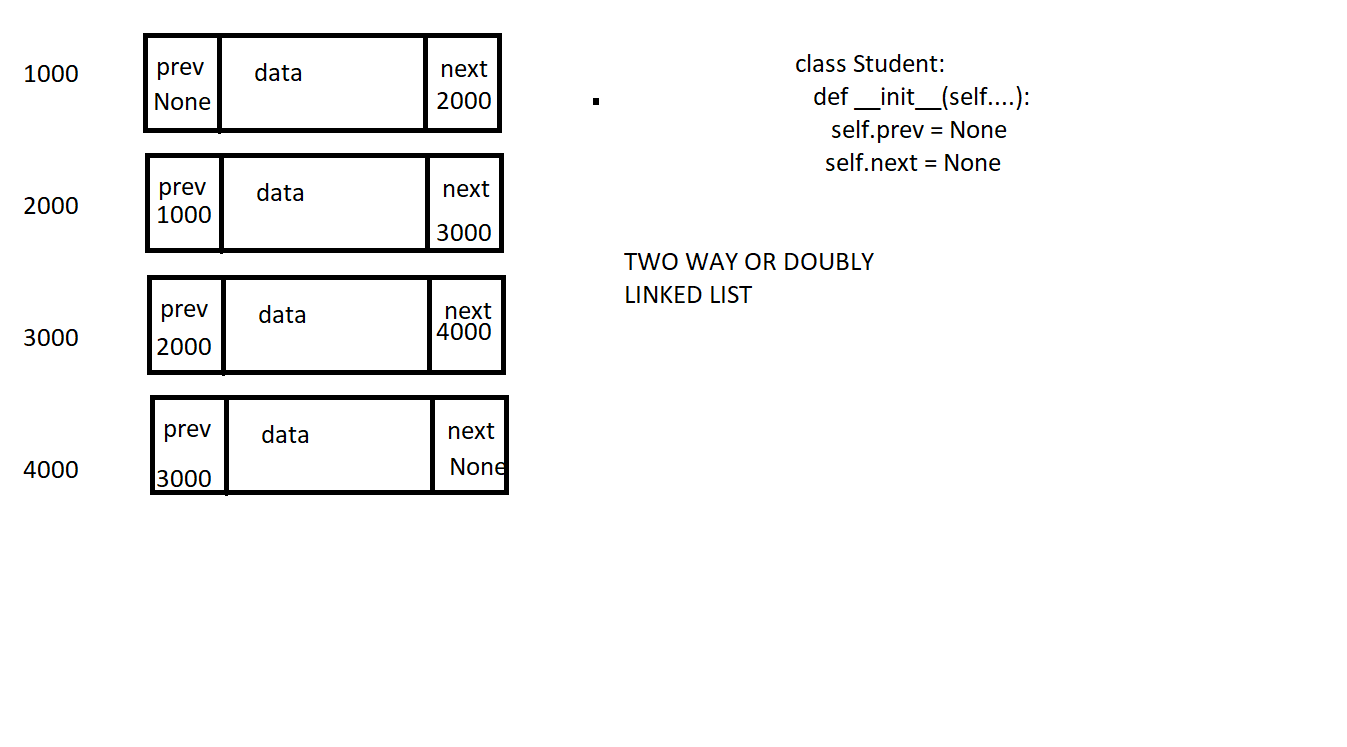 1000
prev
None
data
next
2000
2000
prev
1000
data
next
3000
3000
prev
2000
data
next
4000
4000
prev
3000
data
next
None
class Student:
def __init__(self....):
self.prev = None
self.next = None
TWO WAY OR DOUBLY
LINKED LIST